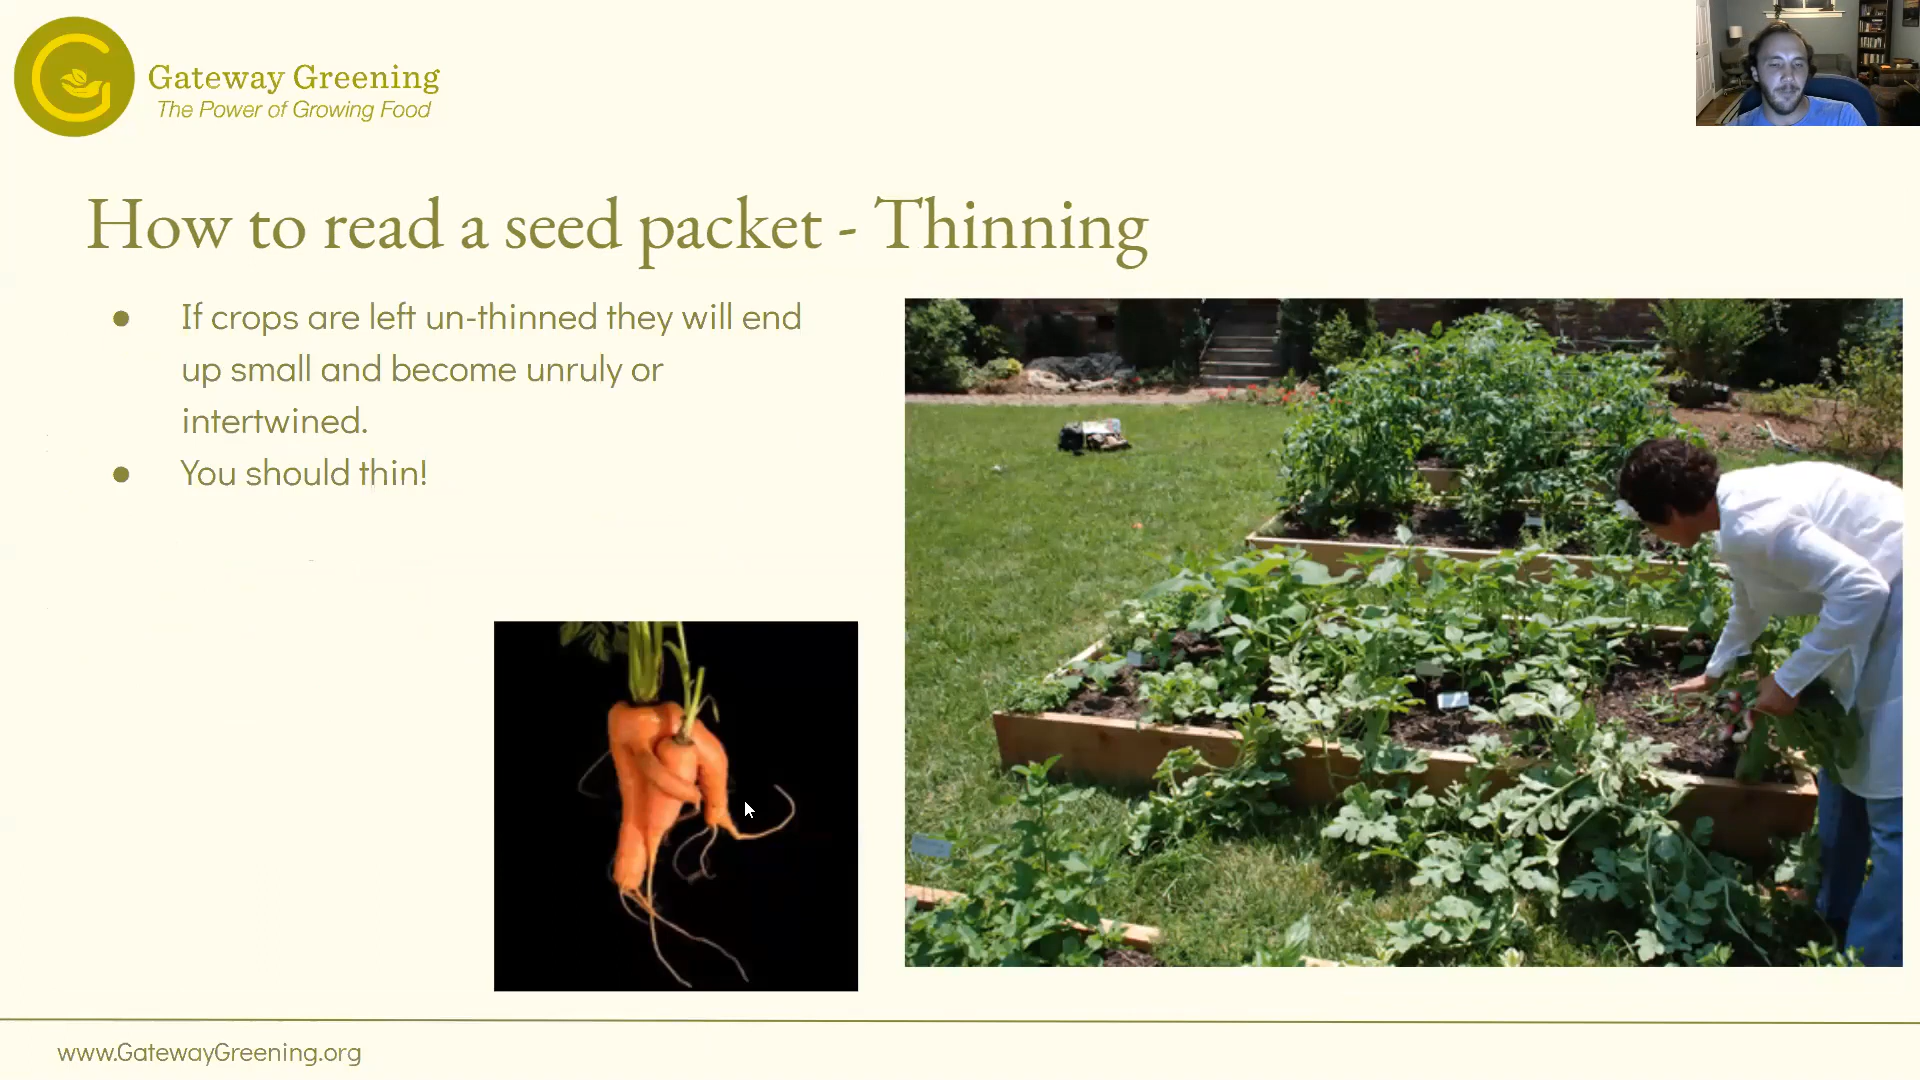 Gateway Greening
The Power of Growing Food
How to read a seed packet - Thinning
● If crops are left un-thinned they will end
up small and become unruly or
intertwined.
● You should thin!
www.GatewayGreening.org